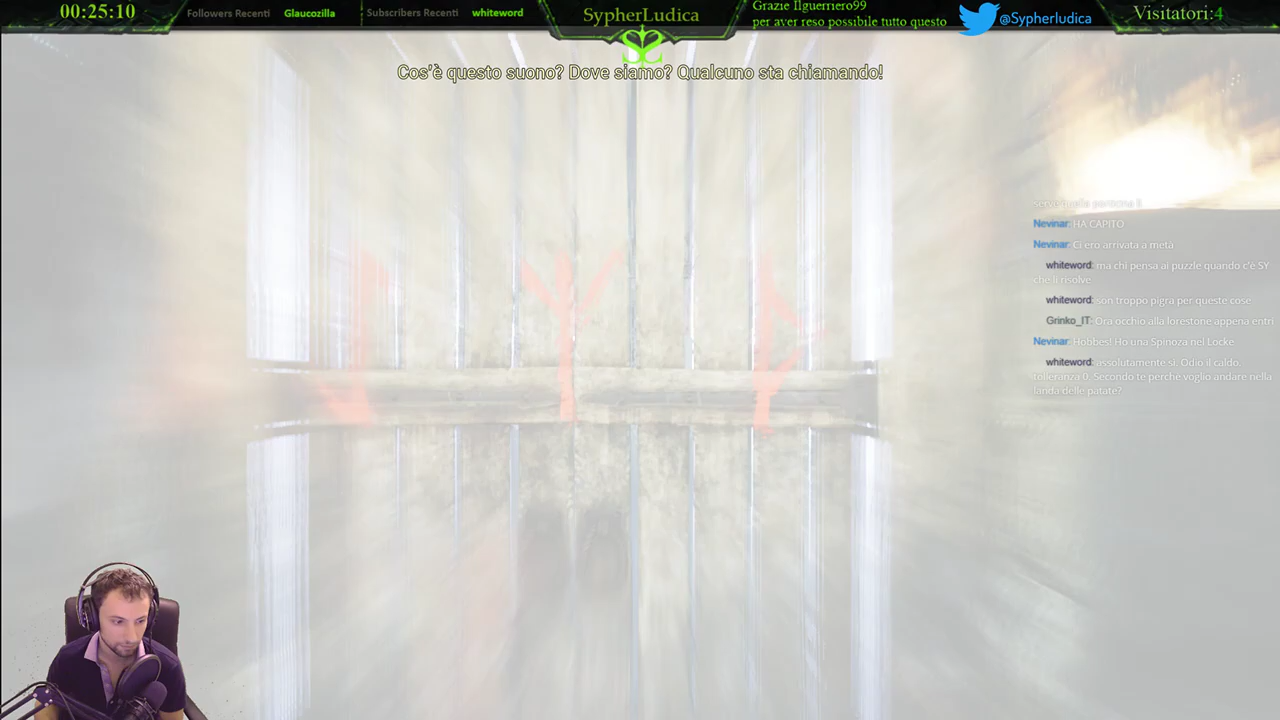 00:25:10
Followers Recenti
Glaucozilla
Subscribers Recenti
whiteword
SypherLudica
Grazie Ilguerriero99
per aver reso possibile tutto questo
@Sypherludica
Visitatori:4
Cos'è questo suono? Dove siamo? Qualcuno sta chiamando!
Nevinar: HA CAPITO
Nevinar: Ci ero arrivata a metà
whiteword: ma chi pensa ai puzzle quando c'è SY
che li risolve
whiteword: son troppo pigra per queste cose
Grinko_IT: Ora occhio alla lorestone appena entri
Nevinar: Hobbes! Ho una Spinoza nel Locke
whiteword: assolutamente sì. Odio il caldo.
tolleranza 0. Secondo te perchè voglio andare nella
landa delle patate?